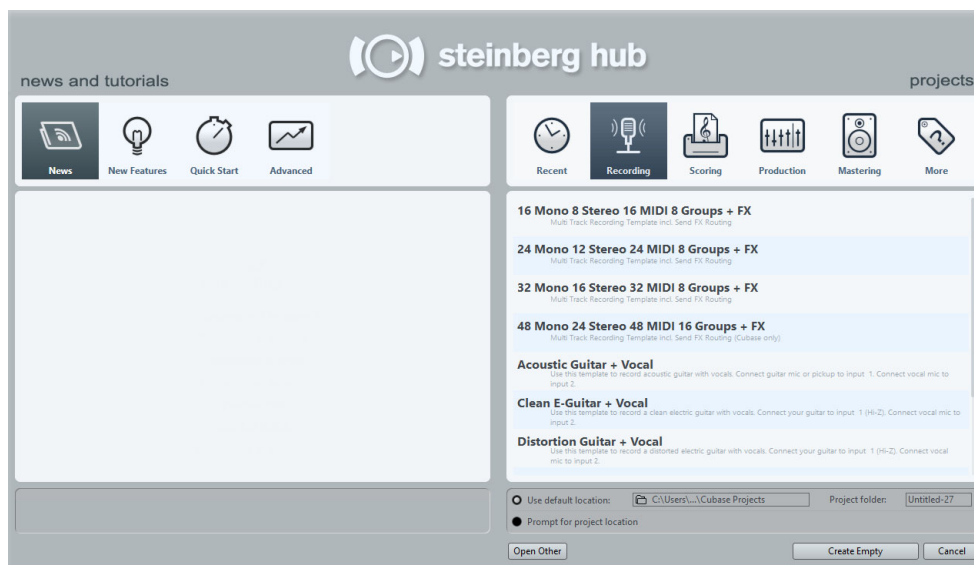 steinberg hub
news and tutorials
projects
News
New Features
Quick Start
Advanced
Recent
Recording
Scoring
Production
Mastering
More
16 Mono 8 Stereo 16 MIDI 8 Groups + FX
Multi Track Recording Template incl. Send FX Routing
24 Mono 12 Stereo 24 MIDI 8 Groups + FX
Multi Track Recording Template incl. Send FX Routing
32 Mono 16 Stereo 32 MIDI 8 Groups + FX
Multi Track Recording Template incl. Send FX Routing
48 Mono 24 Stereo 48 MIDI 16 Groups + FX
Multi Track Recording Template incl. Send FX Routing (Cubase only)
Acoustic Guitar + Vocal
Use this template to record acoustic guitar with vocals. Connect guitar mic or pickup to input 1. Connect vocal mic to
input 2.
Clean E-Guitar + Vocal
Use this template to record a clean electric guitar with vocals. Connect your guitar to input 1 (Hi-Z). Connect vocal mic to
input 2.
Distortion Guitar + Vocal
Use this template to record a distorted electric guitar with vocals. Connect your guitar to input 1 (Hi-Z). Connect vocal
mic to input 2.
Use default location:
C:\Users\...\Cubase Projects
Project folder:
Untitled-27
Prompt for project location
Open Other
Create Empty
Cancel